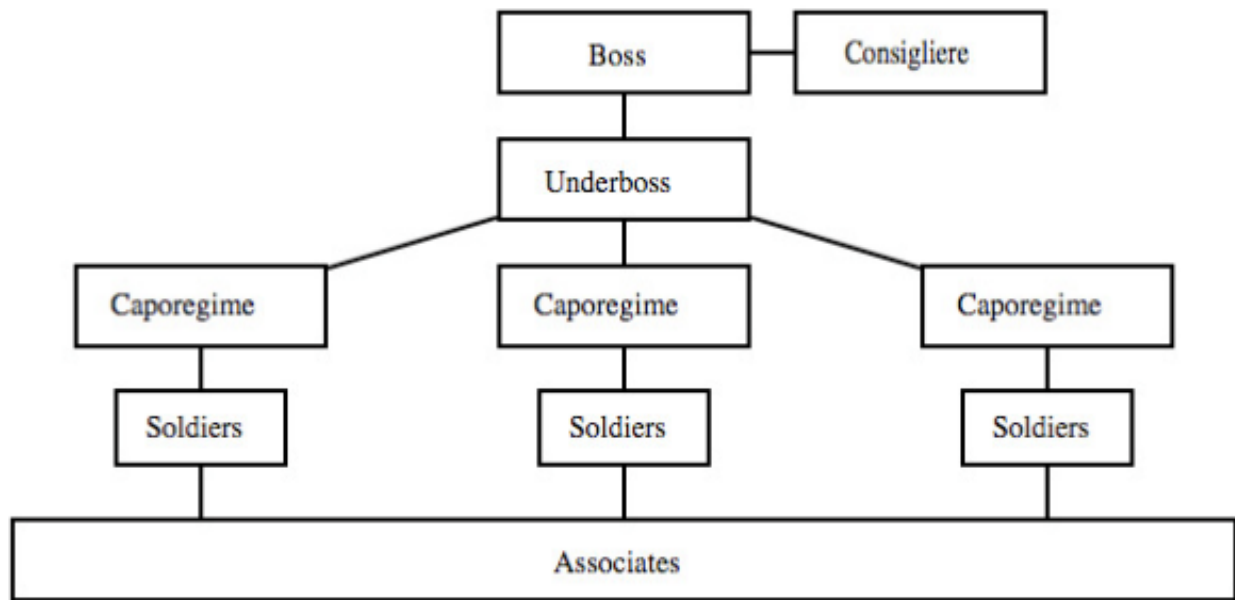 Boss
Consigliere
Underboss
Caporegime
Caporegime
Caporegime
Soldiers
Soldiers
Soldiers
Associates